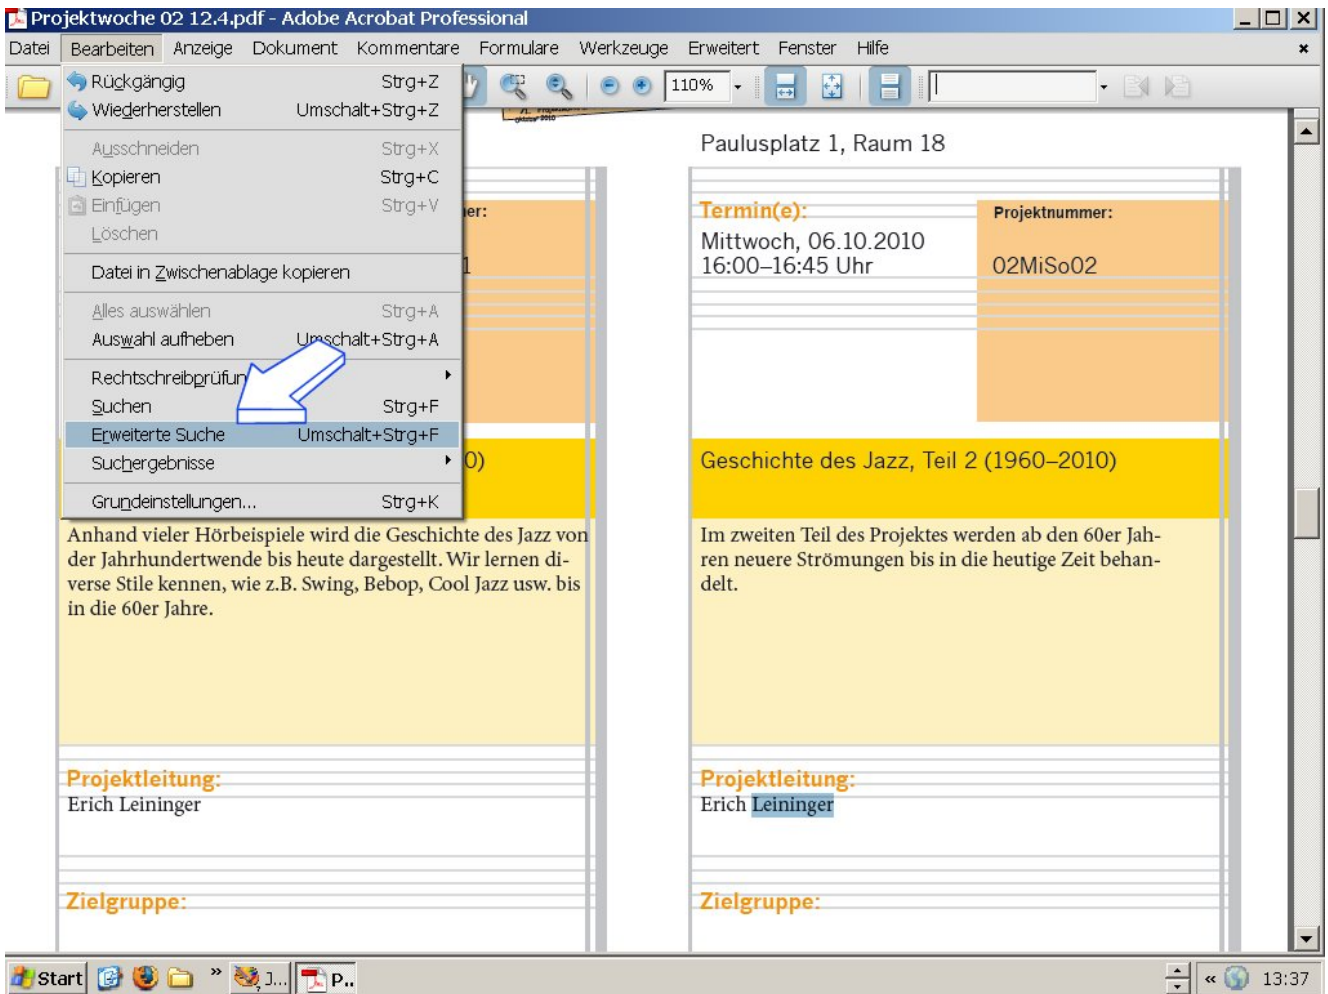 Projektwoche 02 12.4.pdf - Adobe Acrobat Professional
Datei Bearbeiten Anzeige Dokument Kommentare Formulare Werkzeuge Erweitert Fenster Hilfe
110%
Rückgängig Strg+Z
Wiederherstellen Umschalt+Strg+Z
Ausschneiden Strg+X
Kopieren Strg+C
Einfügen Strg+V
Löschen
Datei in Zwischenablage kopieren
Alles auswählen Strg+A
Auswahl aufheben Umschalt+Strg+A
Rechtschreibprüfun
Suchen Strg+F
Erweiterte Suche Umschalt+Strg+F
Suchergebnisse
Grundeinstellungen... Strg+K
er:
1
0)
Anhand vieler Hörbeispiele wird die Geschichte des Jazz von
der Jahrhundertwende bis heute dargestellt. Wir lernen di-
verse Stile kennen, wie z.B. Swing, Bebop, Cool Jazz usw. bis
in die 60er Jahre.
Projektleitung:
Erich Leininger
Zielgruppe:
Paulusplatz 1, Raum 18
Termin(e):
Mittwoch, 06.10.2010
16:00–16:45 Uhr
Projektnummer:
02MiSo02
Geschichte des Jazz, Teil 2 (1960–2010)
Im zweiten Teil des Projektes werden ab den 60er Jah-
ren neuere Strömungen bis in die heutige Zeit behan-
delt.
Projektleitung:
Erich Leininger
Zielgruppe:
Start » J... P.. « 13:37